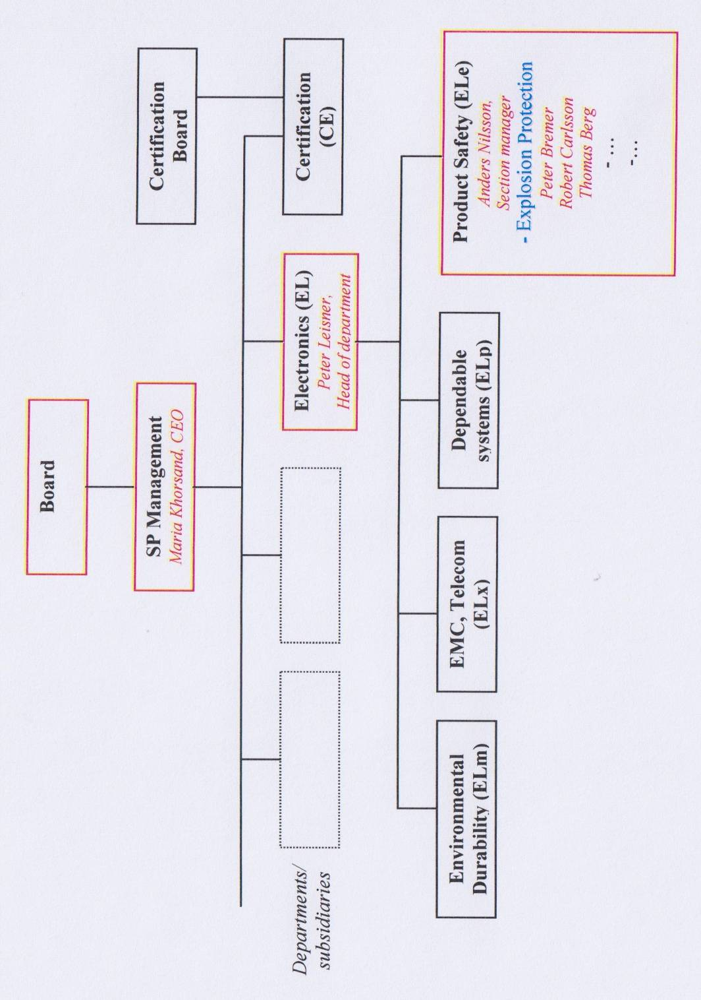 Board
SP Management
Maria Khorsand, CEO
Certification
Board
Departments/
subsidiaries
Electronics (EL)
Peter Leisner,
Head of department
Certification
(CE)
Environmental
Durability (ELm)
EMC, Telecom
(ELx)
Dependable
systems (ELp)
Product Safety (ELe)
Anders Nilsson,
Section manager
- Explosion Protection
Peter Bremer
Robert Carlsson
Thomas Berg
- ...
-...